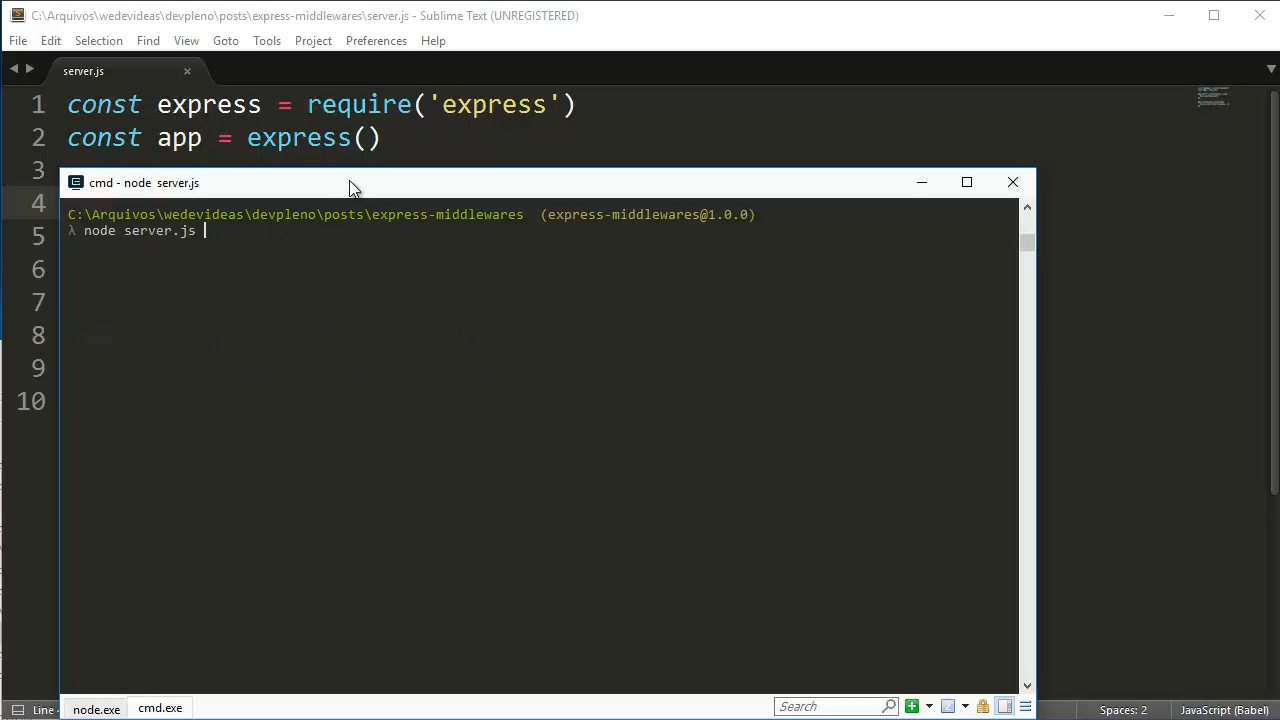 C:\Arquivos\wedevideas\devpleno\posts\express-middlewares\server.js - Sublime Text (UNREGISTERED)
File Edit Selection Find View Goto Tools Project Preferences Help
server.js
1 const express = require('express')
2 const app = express()
3
4
5
6
7
8
9
10
cmd - node server.js
C:\Arquivos\wedevideas\devpleno\posts\express-middlewares (express-middlewares@1.0.0)
λ node server.js
node.exe cmd.exe Search
Line Spaces: 2 JavaScript (Babel)